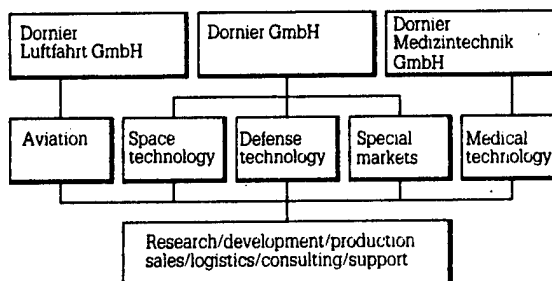 Dornier
Luftfahrt GmbH
Dornier GmbH
Dornier
Medizintechnik
GmbH
Aviation
Space
technology
Defense
technology
Special
markets
Medical
technology
Research/development/production
sales/logistics/consulting/support